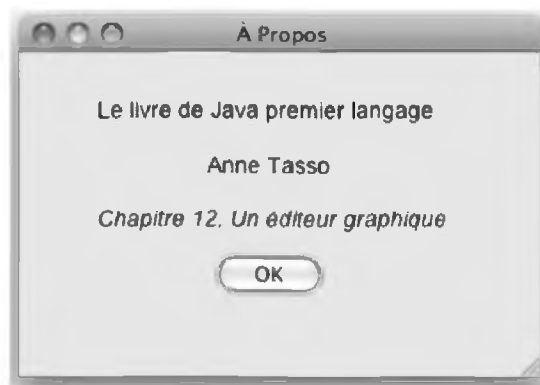 À Propos
Le livre de Java premier langage
Anne Tasso
Chapitre 12, Un éditeur graphique
OK